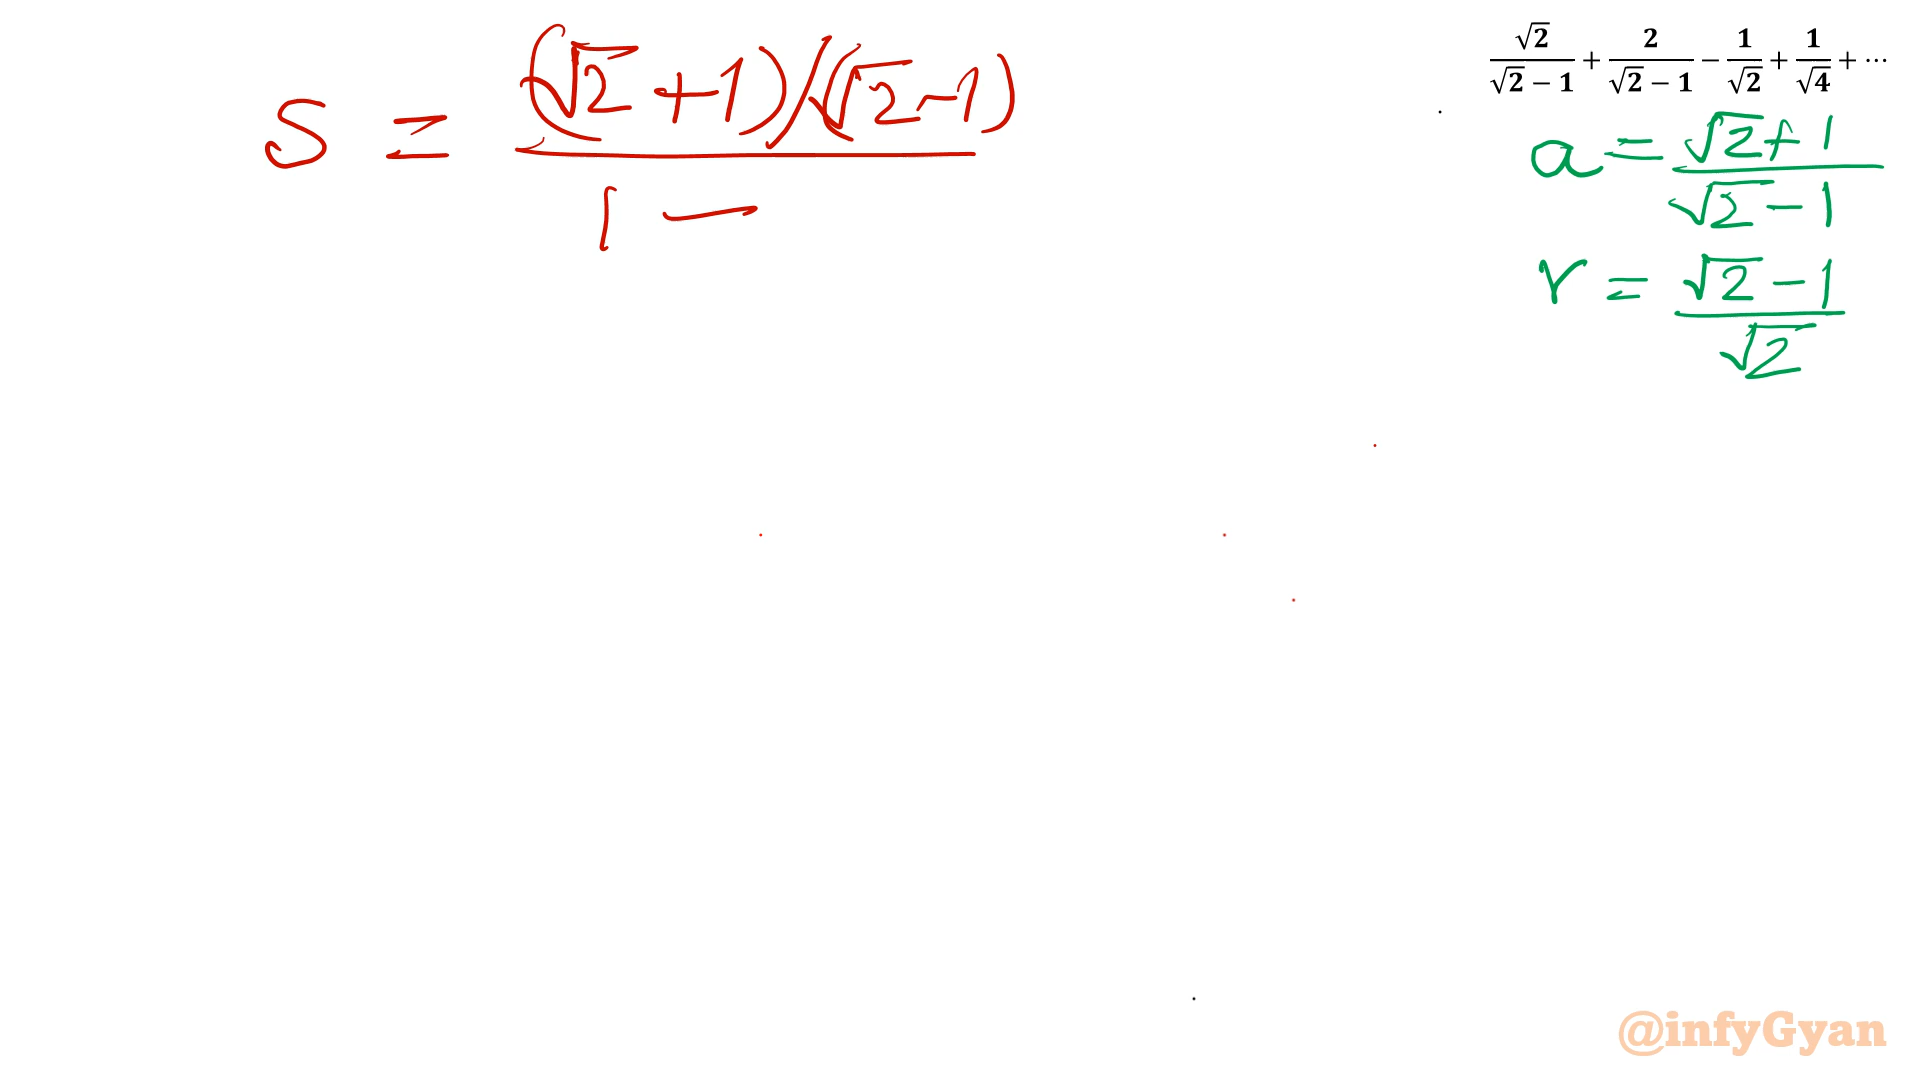 S = (√2 + 1)/(√2 - 1) / 1 -
√2/(√2 − 1) + 2/(√2 − 1) − 1/√2 + 1/√4 + ⋯
a = (√2 + 1)/(√2 - 1)
r = (√2 - 1)/√2
@infyGyan